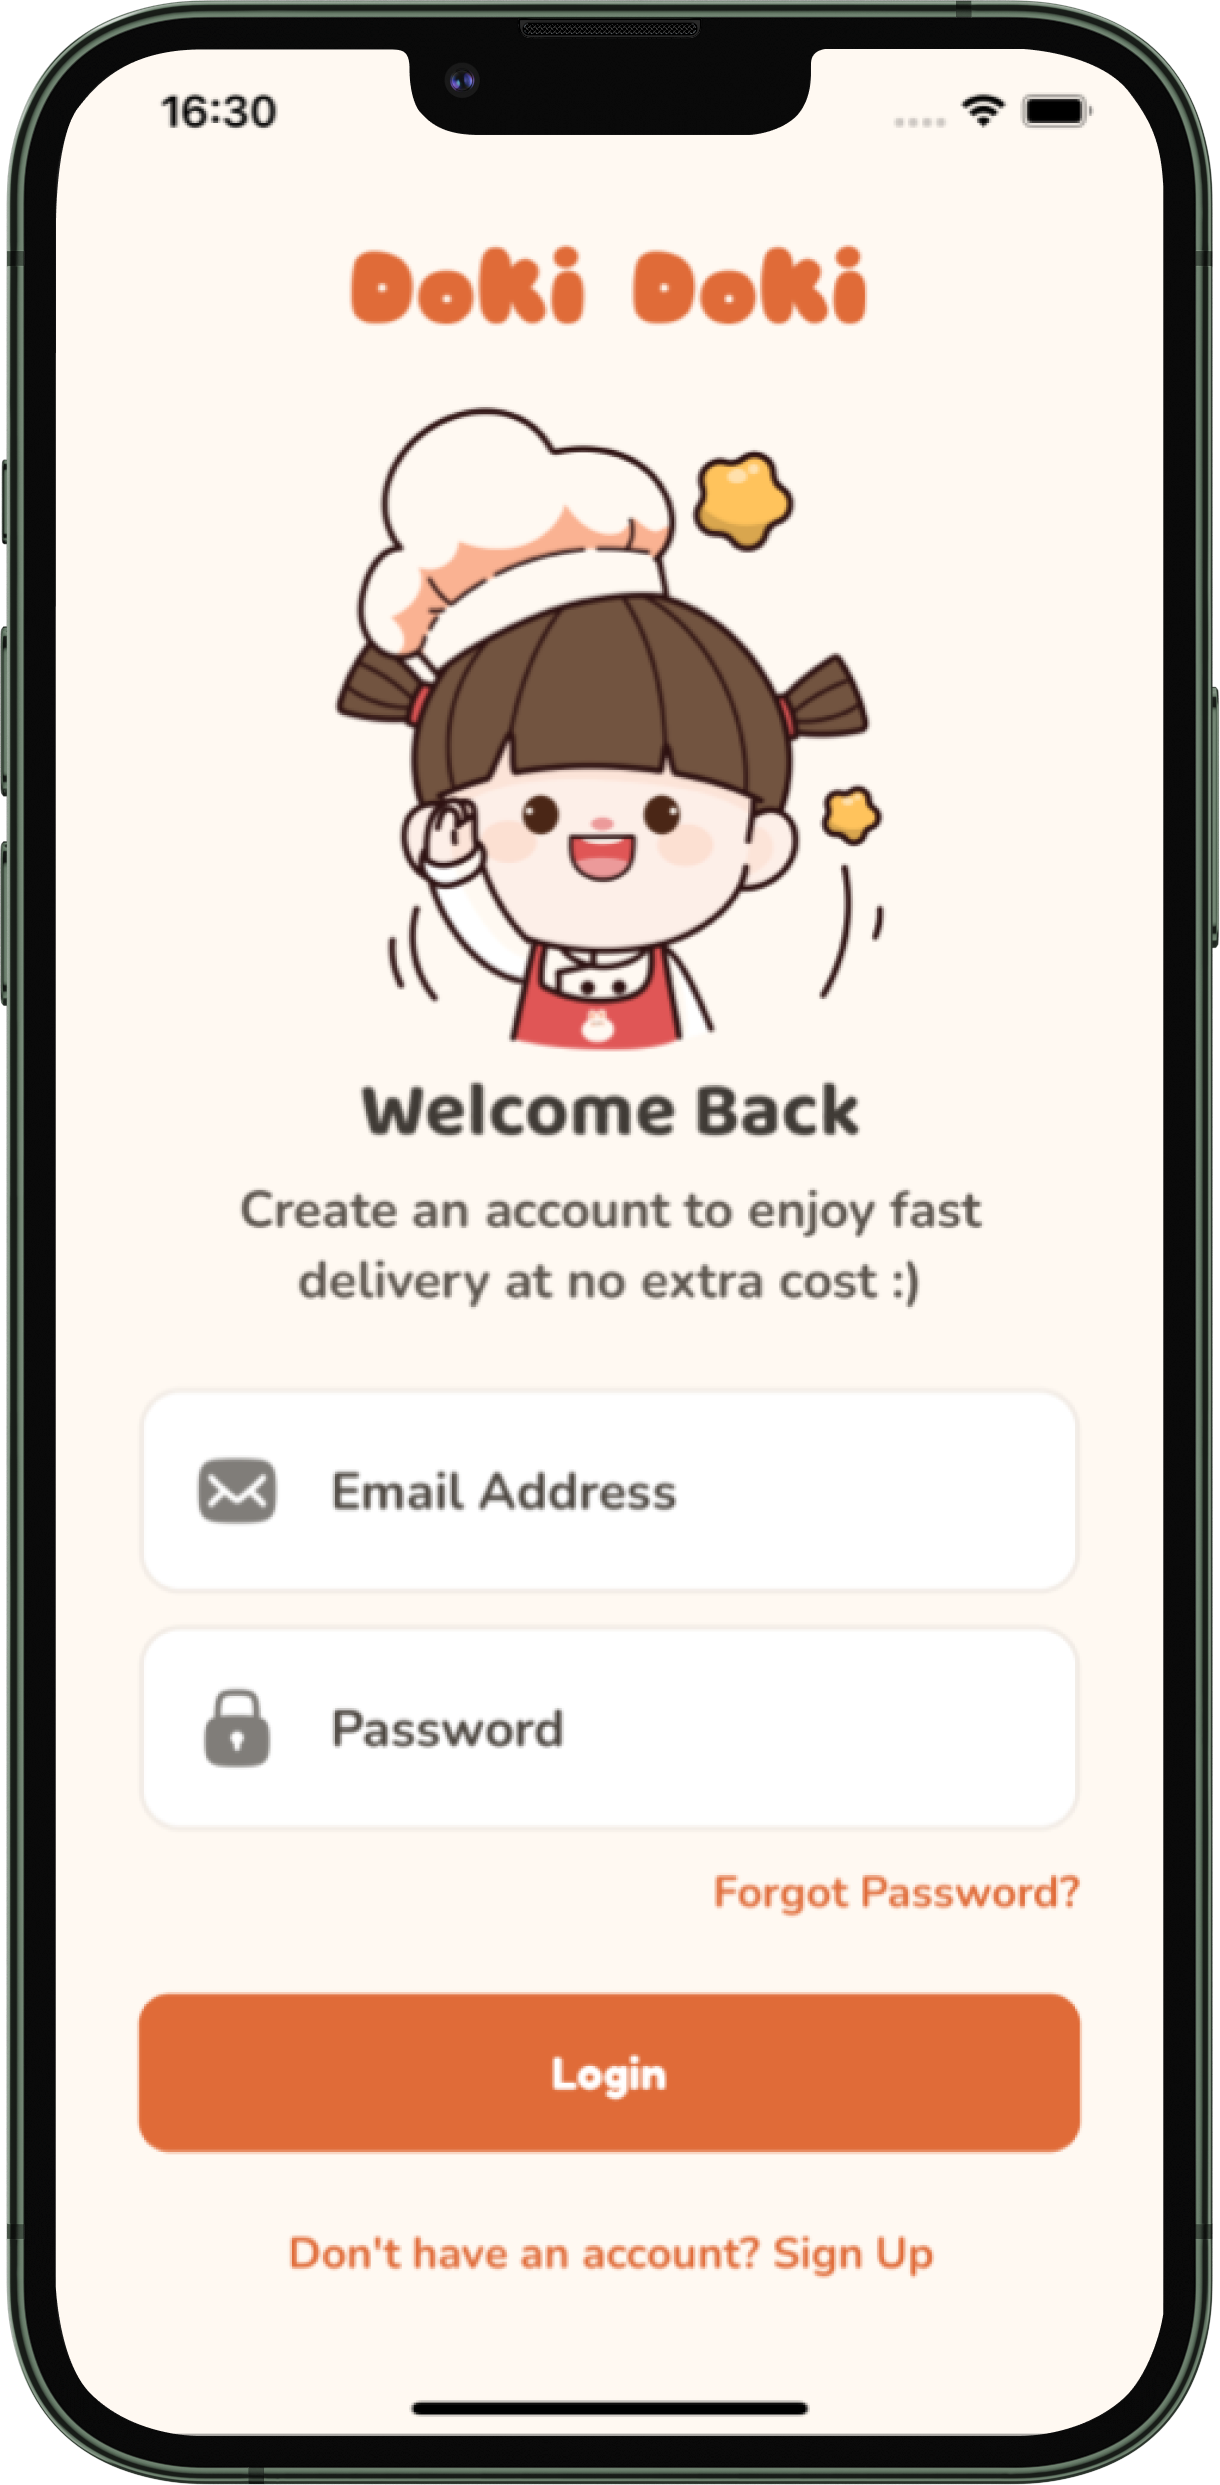 16:30
Doki Doki
Welcome Back
Create an account to enjoy fast
delivery at no extra cost :)
Email Address
Password
Forgot Password?
Login
Don't have an account? Sign Up